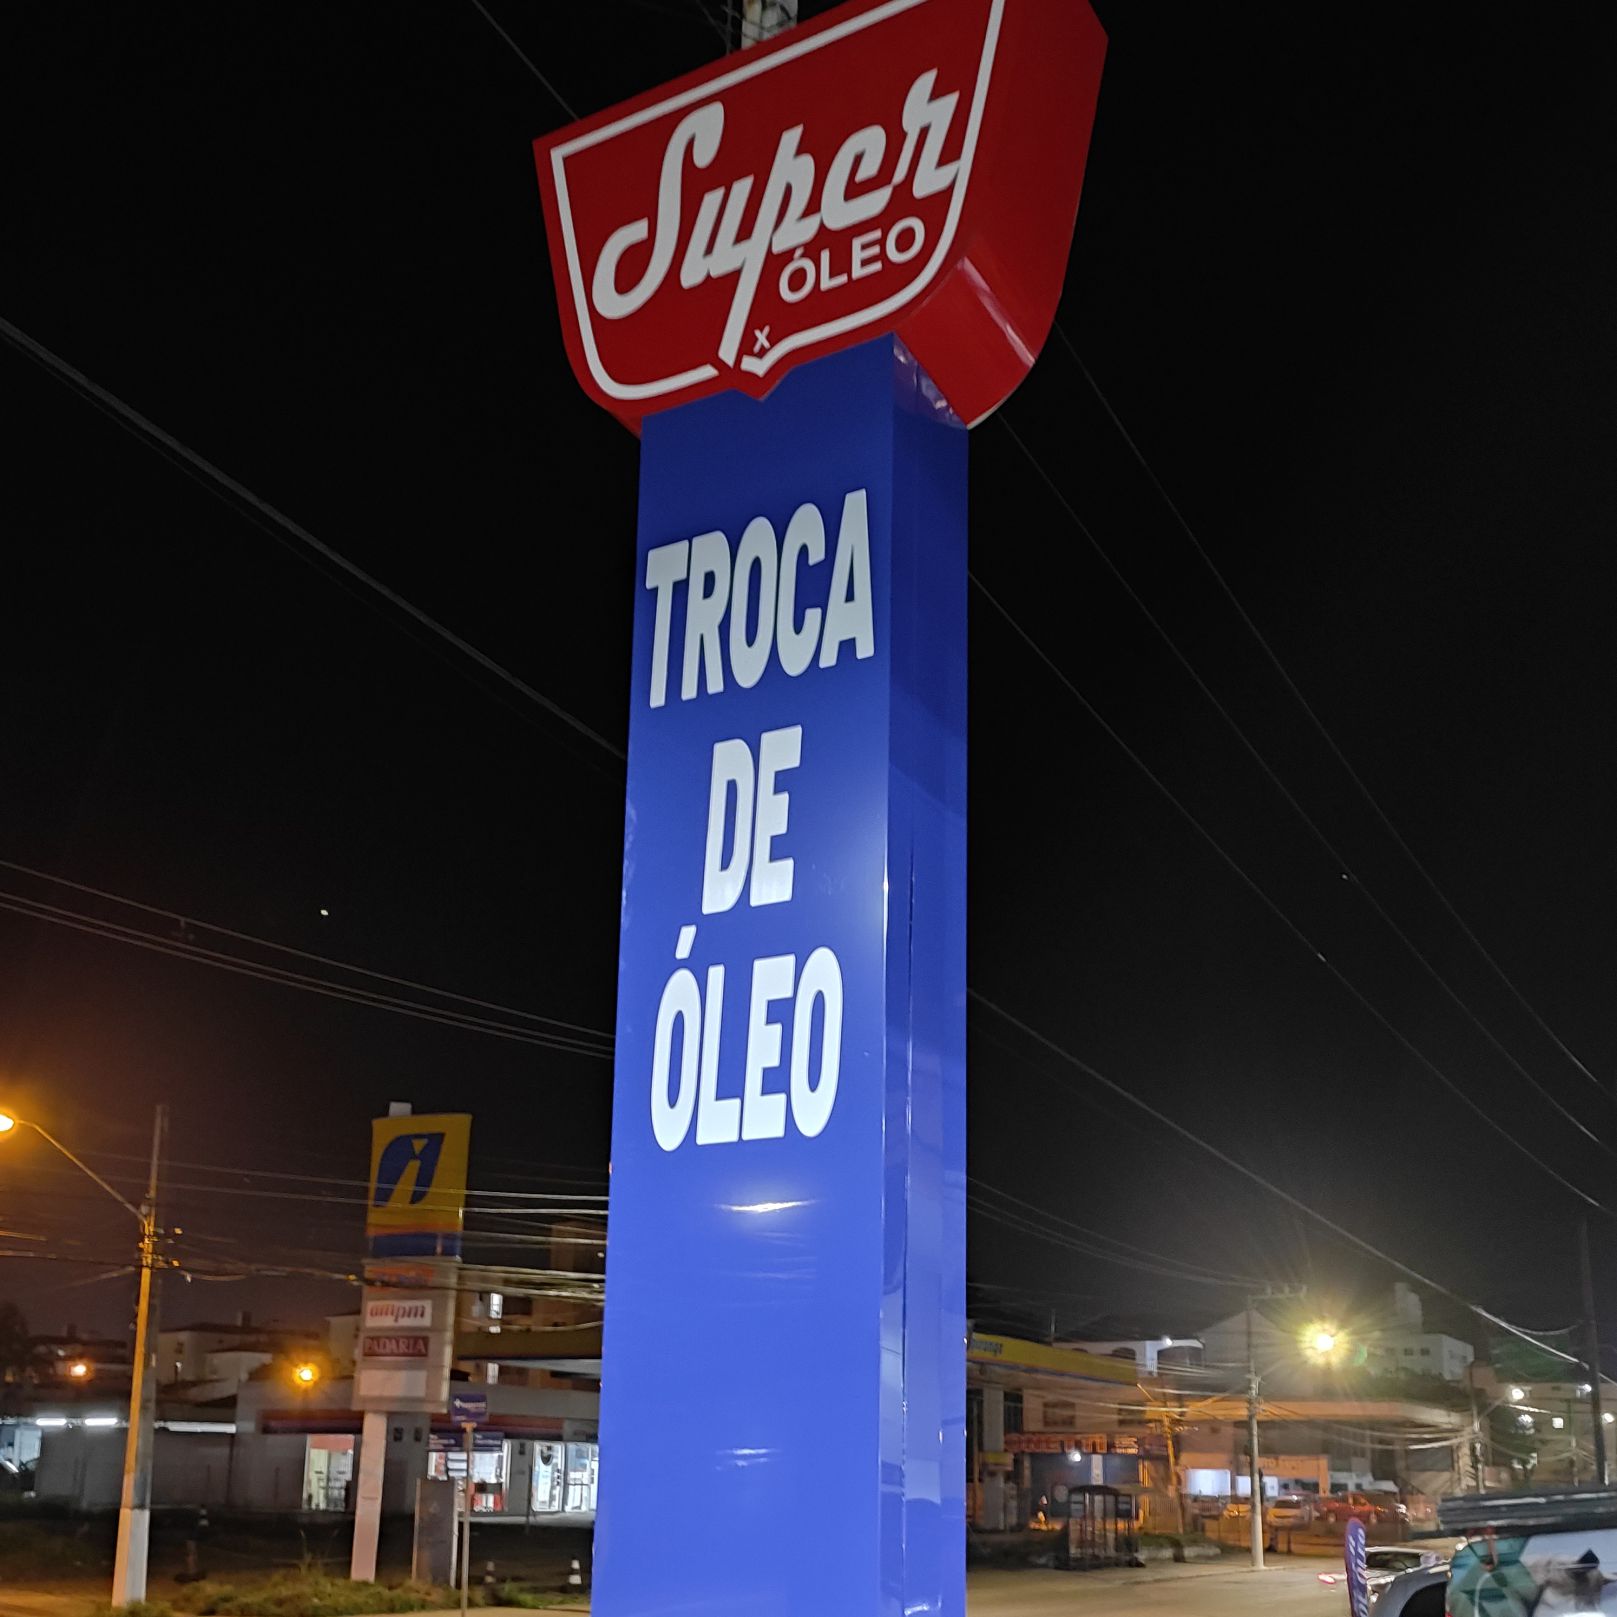 Super
ÓLEO
X
TROCA
DE
ÓLEO
ampm
PADARIA